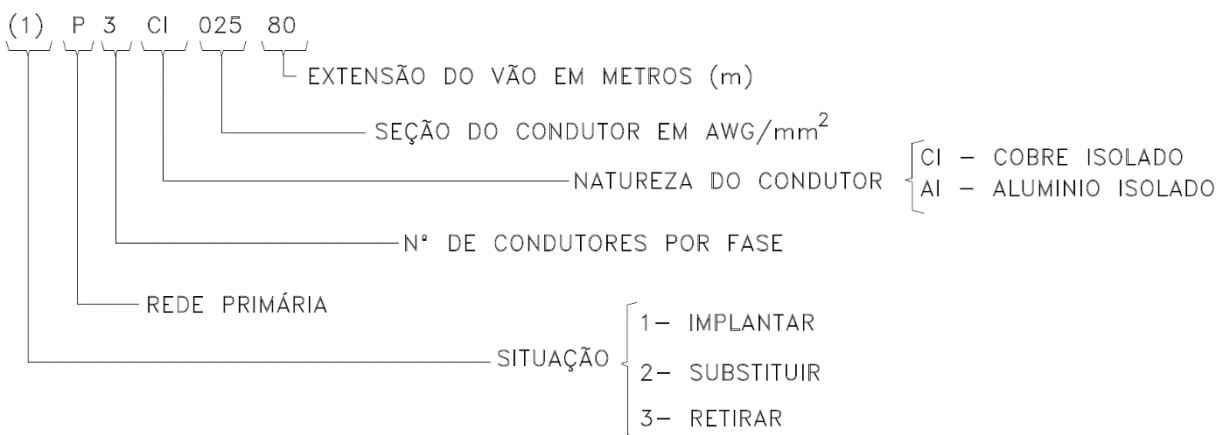 (1) P 3 CI 025 80
EXTENSÃO DO VÃO EM METROS (m)
SEÇÃO DO CONDUTOR EM AWG/mm²
CI – COBRE ISOLADO
NATUREZA DO CONDUTOR
AI – ALUMINIO ISOLADO
Nº DE CONDUTORES POR FASE
REDE PRIMÁRIA
1– IMPLANTAR
SITUAÇÃO
2– SUBSTITUIR
3– RETIRAR